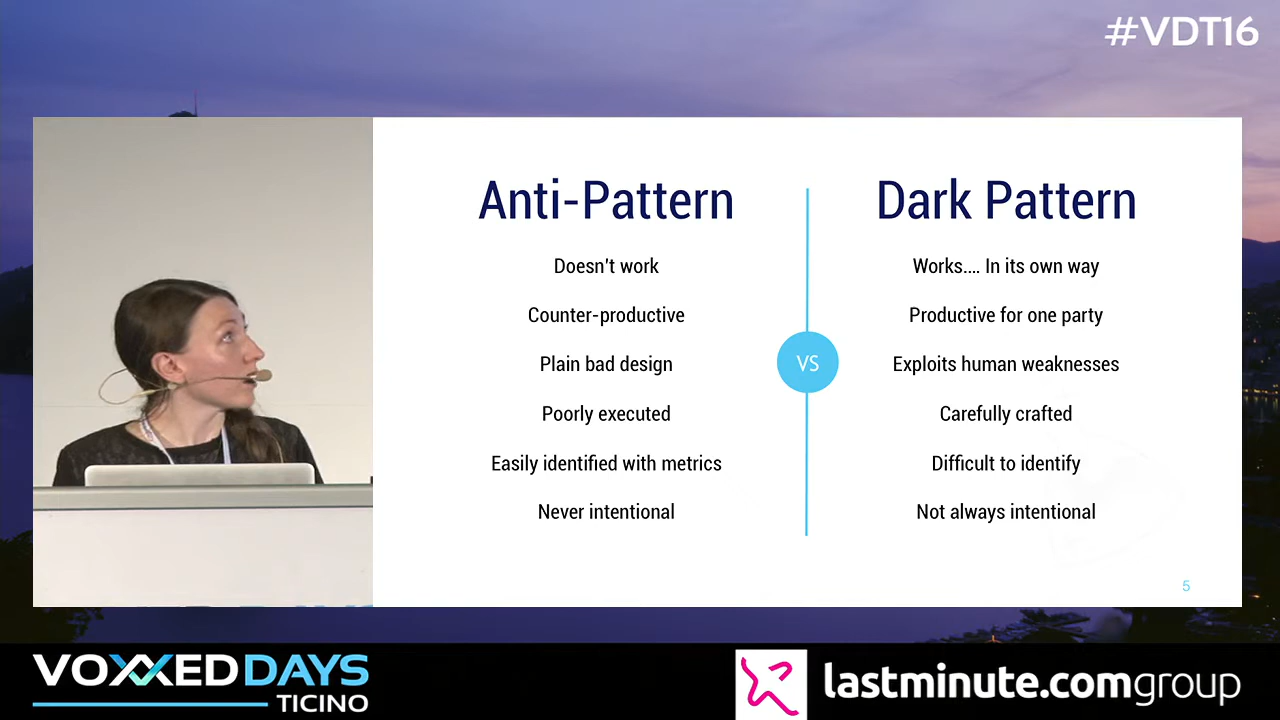 #VDT16
Anti-Pattern
Doesn't work
Counter-productive
Plain bad design
Poorly executed
Easily identified with metrics
Never intentional
VS
Dark Pattern
Works.... In its own way
Productive for one party
Exploits human weaknesses
Carefully crafted
Difficult to identify
Not always intentional
5
VOXXED DAYS
TICINO
lastminute.comgroup